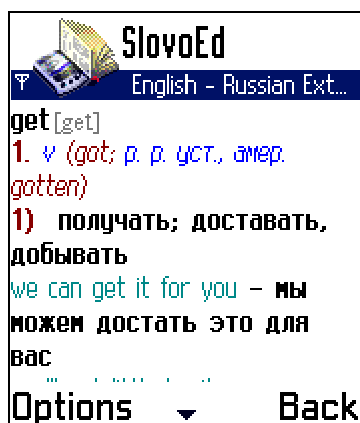 SlovoEd
English - Russian Ext...
get [get]
1. v (got; p. p. уст., амер.
gotten)
1) получать; доставать,
добывать
we can get it for you – мы
можем достать это для
вас
Options Back